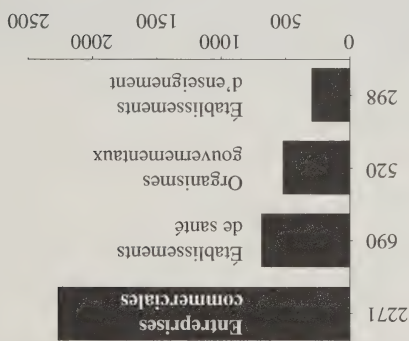 2271
Entreprises
commerciales
690
Établissements
de santé
520
Organismes
gouvernementaux
298
Établissements
d'enseignement
0
500
1000
1500
2000
2500